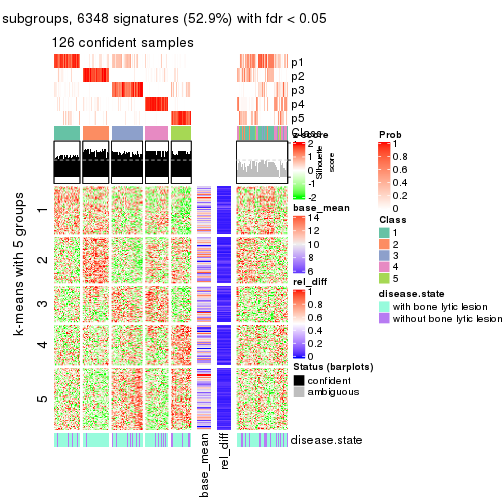 subgroups, 6348 signatures (52.9%) with fdr < 0.05
126 confident samples
p1
p2
p3
p4
p5
Class
Silhouette
score
k-means with 5 groups
1
2
3
4
5
base_mean
rel_diff
disease.state
z-score
2
1
0
-1
-2
base_mean
14
12
10
8
6
rel_diff
1
0.8
0.6
0.4
0.2
0
Status (barplots)
confident
ambiguous
Prob
1
0.8
0.6
0.4
0.2
0
Class
1
2
3
4
5
disease.state
with bone lytic lesion
without bone lytic lesion